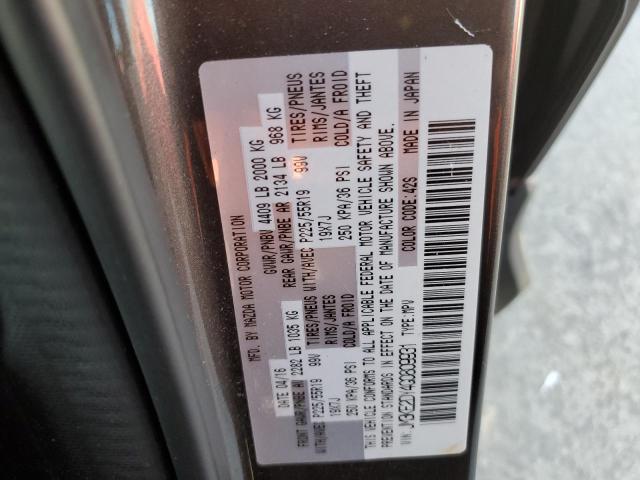 MFD. BY MAZDA MOTOR CORPORATION
DATE 04/16 GVWR/PNBV 4409 LB 2000 KG
FRONT GAWR/PNBE AV 2282 LB 1035 KG REAR GAWR/PNBE AR 2134 LB 968 KG
WITH/AVEC P225/55R19 99V TIRES/PNEUS WITH/AVEC P225/55R19 99V TIRES/PNEUS
19X7J RIMS/JANTES 19X7J RIMS/JANTES
250 KPA/36 PSI COLD/A FROID 250 KPA/36 PSI COLD/A FROID
THIS VEHICLE CONFORMS TO ALL APPLICABLE FEDERAL MOTOR VEHICLE SAFETY AND THEFT
PREVENTION STANDARDS IN EFFECT ON THE DATE OF MANUFACTURE SHOWN ABOVE.
VIN: JM3KE2DY4G0839931 TYPE: MPV COLOR CODE: 42S MADE IN JAPAN